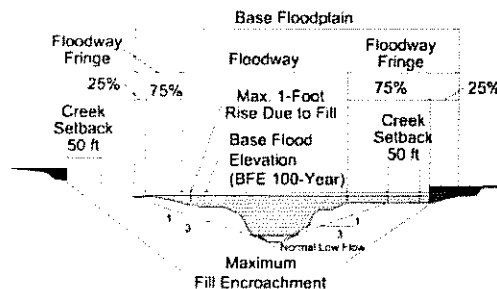 Base Floodplain
Floodway
Fringe
Floodway
Floodway
Fringe
25%
75%
Max. 1-Foot
Rise Due to Fill
75%
25%
Creek
Setback
50 ft
Base Flood
Elevation
(BFE 100-Year)
Creek
Setback
50 ft
1
3
1
3
Normal Low Flow
Maximum
Fill Encroachment